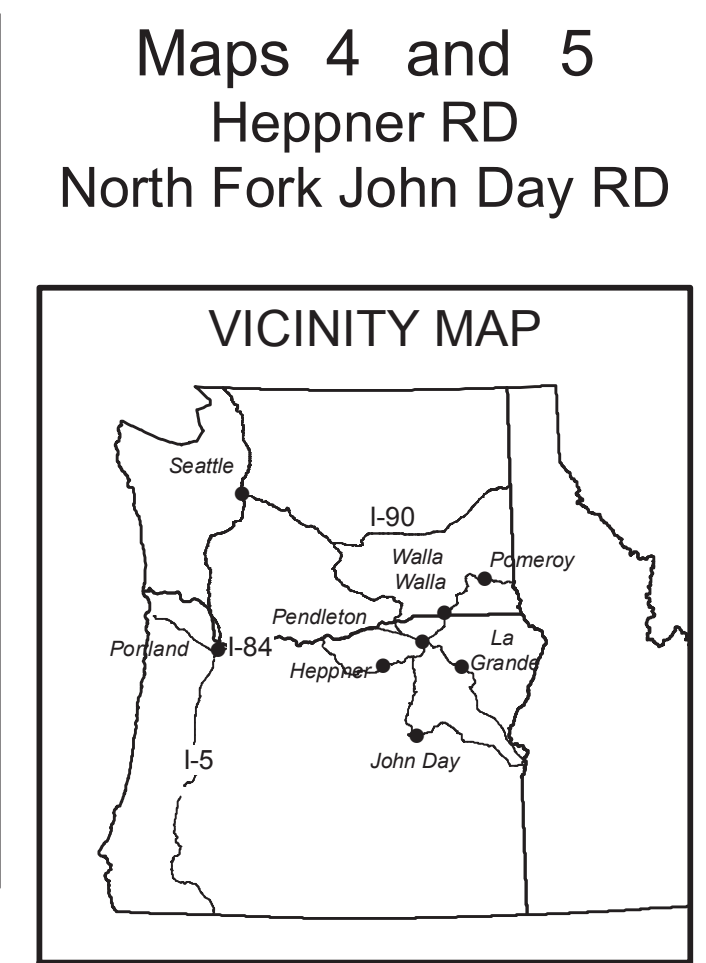 Maps 4 and 5
Heppner RD
North Fork John Day RD
VICINITY MAP
Seattle
I-90
Walla
Walla
Pomeroy
Pendleton
La
Grande
Portland
I-84
Heppner
I-5
John Day